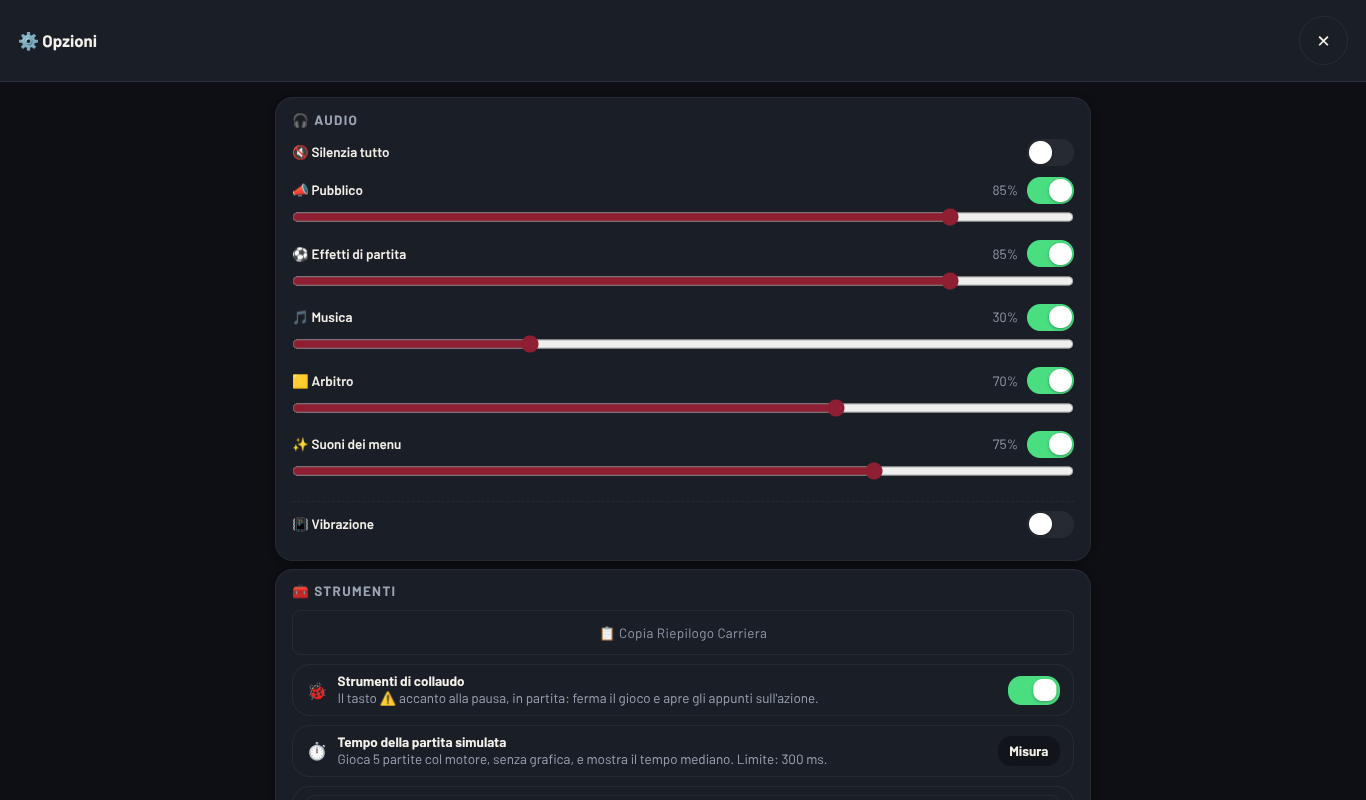 Opzioni
AUDIO
Silenzia tutto
Pubblico 85%
Effetti di partita 85%
Musica 30%
Arbitro 70%
Suoni dei menu 75%
Vibrazione
STRUMENTI
Copia Riepilogo Carriera
Strumenti di collaudo
Il tasto ⚠️ accanto alla pausa, in partita: ferma il gioco e apre gli appunti sull'azione.
Tempo della partita simulata
Gioca 5 partite col motore, senza grafica, e mostra il tempo mediano. Limite: 300 ms.
Misura